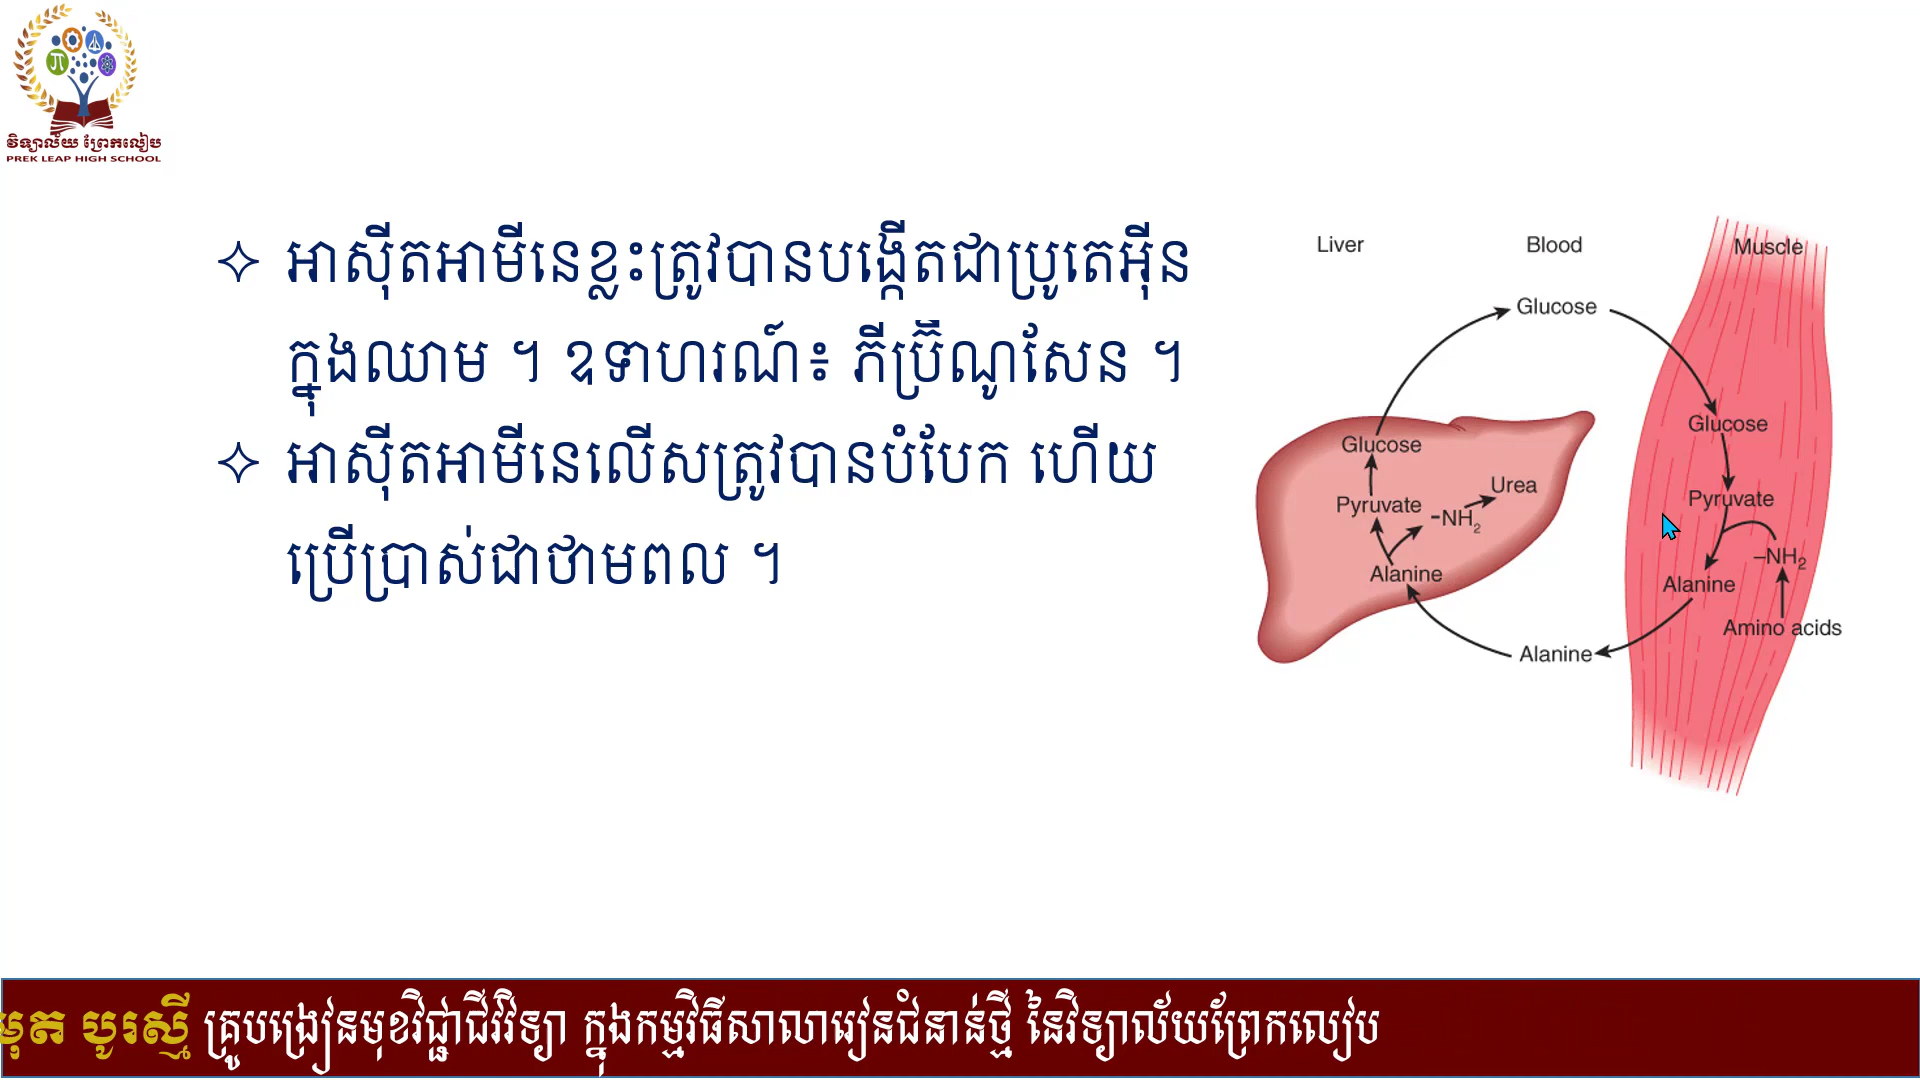 វិទ្យាល័យ ព្រែកលៀប
PREK LEAP HIGH SCHOOL
អាស៊ីតអាមីនេខ្លះត្រូវបានបង្កើតជាប្រូតេអ៊ីន
ក្នុងឈាម ។ ឧទាហរណ៍៖ ភីប្រ៊ីណូសែន ។
អាស៊ីតអាមីនេលើសត្រូវបានបំបែក ហើយ
ប្រើប្រាស់ជាថាមពល ។
Liver Blood Muscle
Glucose
Glucose
Glucose
Pyruvate
-NH2
Urea
Alanine
Pyruvate
–NH2
Alanine
Amino acids
Alanine
មុត បូរស្មី គ្រូបង្រៀនមុខវិជ្ជាជីវវិទ្យា ក្នុងកម្មវិធីសាលារៀនជំនាន់ថ្មី នៃវិទ្យាល័យព្រែកលៀប